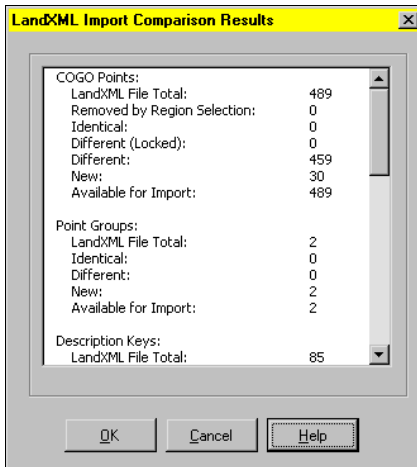 LandXML Import Comparison Results
COGO Points:
LandXML File Total: 489
Removed by Region Selection: 0
Identical: 0
Different (Locked): 0
Different: 459
New: 30
Available for Import: 489
Point Groups:
LandXML File Total: 2
Identical: 0
Different: 0
New: 2
Available for Import: 2
Description Keys:
LandXML File Total: 85
OK Cancel Help